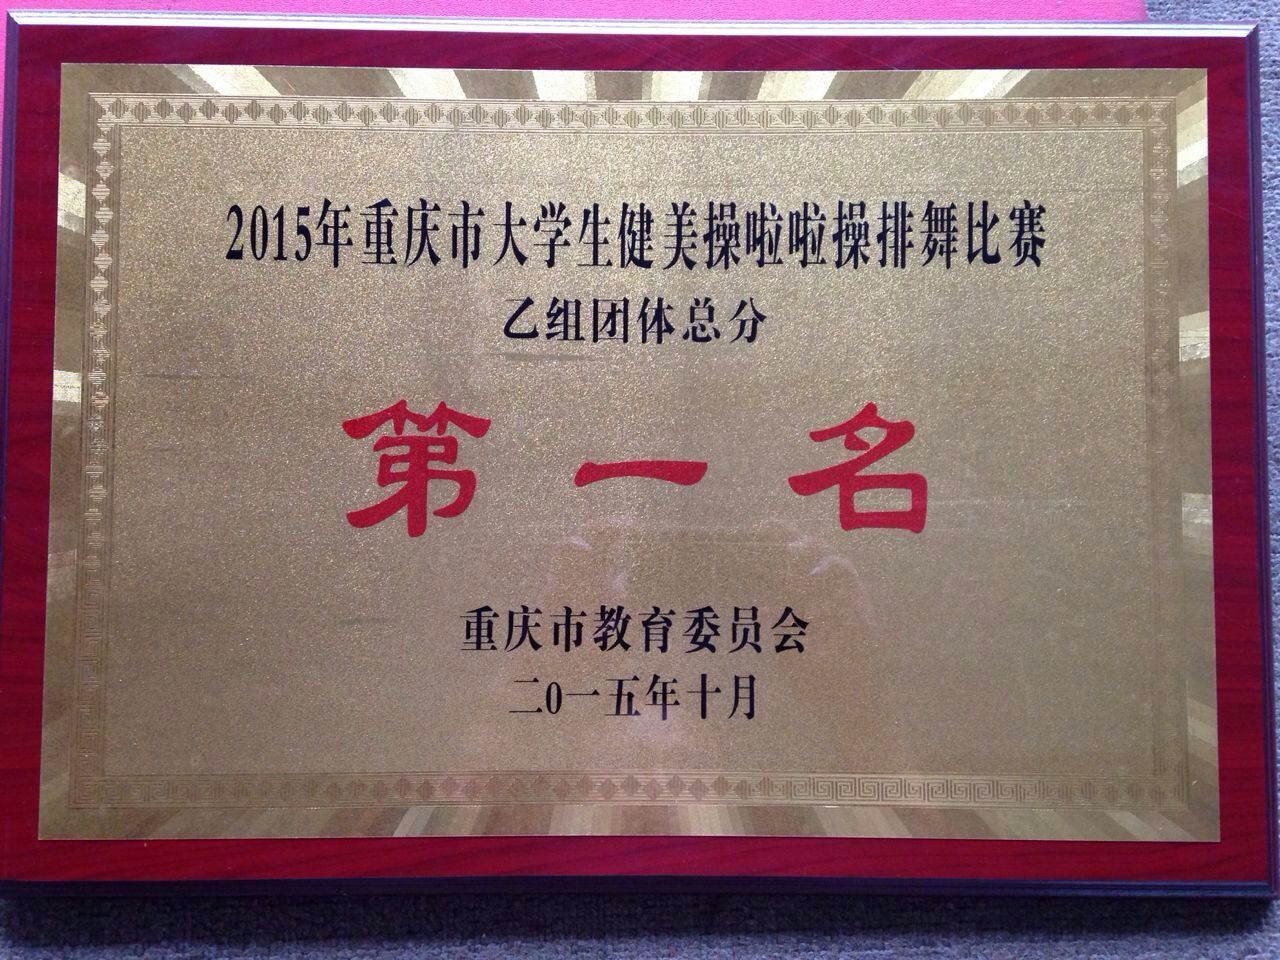 2015年重庆市大学生健美操啦啦操排舞比赛
乙组团体总分
第一名
重庆市教育委员会
二0一五年十月